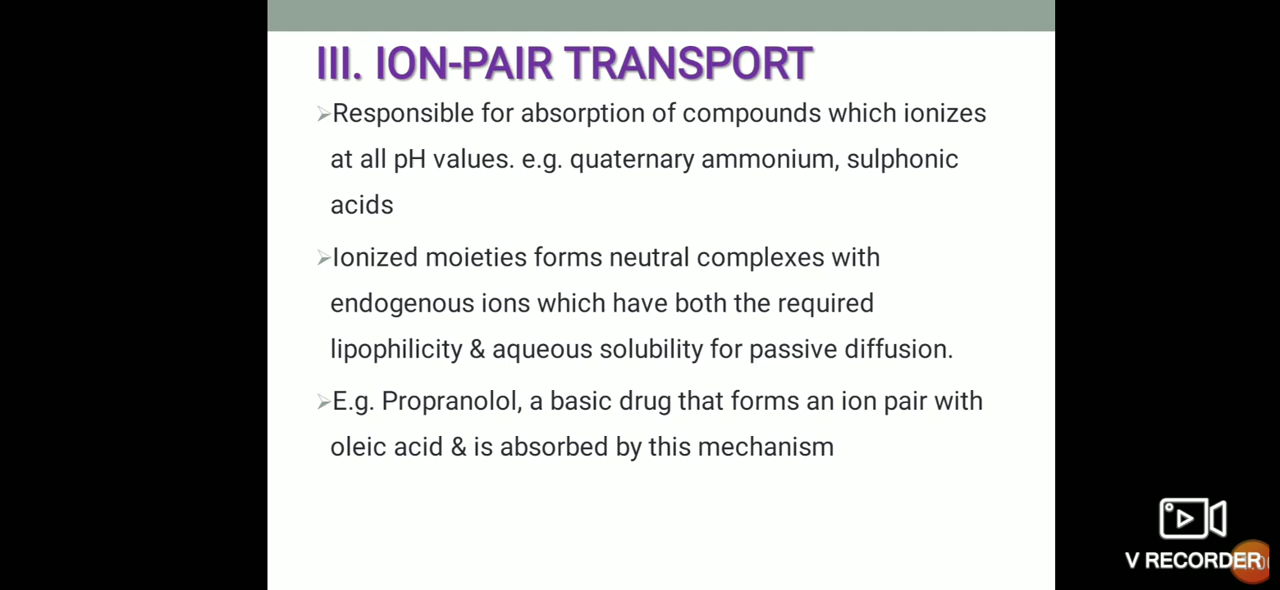 III. ION-PAIR TRANSPORT
➢Responsible for absorption of compounds which ionizes
at all pH values. e.g. quaternary ammonium, sulphonic
acids
➢Ionized moieties forms neutral complexes with
endogenous ions which have both the required
lipophilicity & aqueous solubility for passive diffusion.
➢E.g. Propranolol, a basic drug that forms an ion pair with
oleic acid & is absorbed by this mechanism
V RECORDER